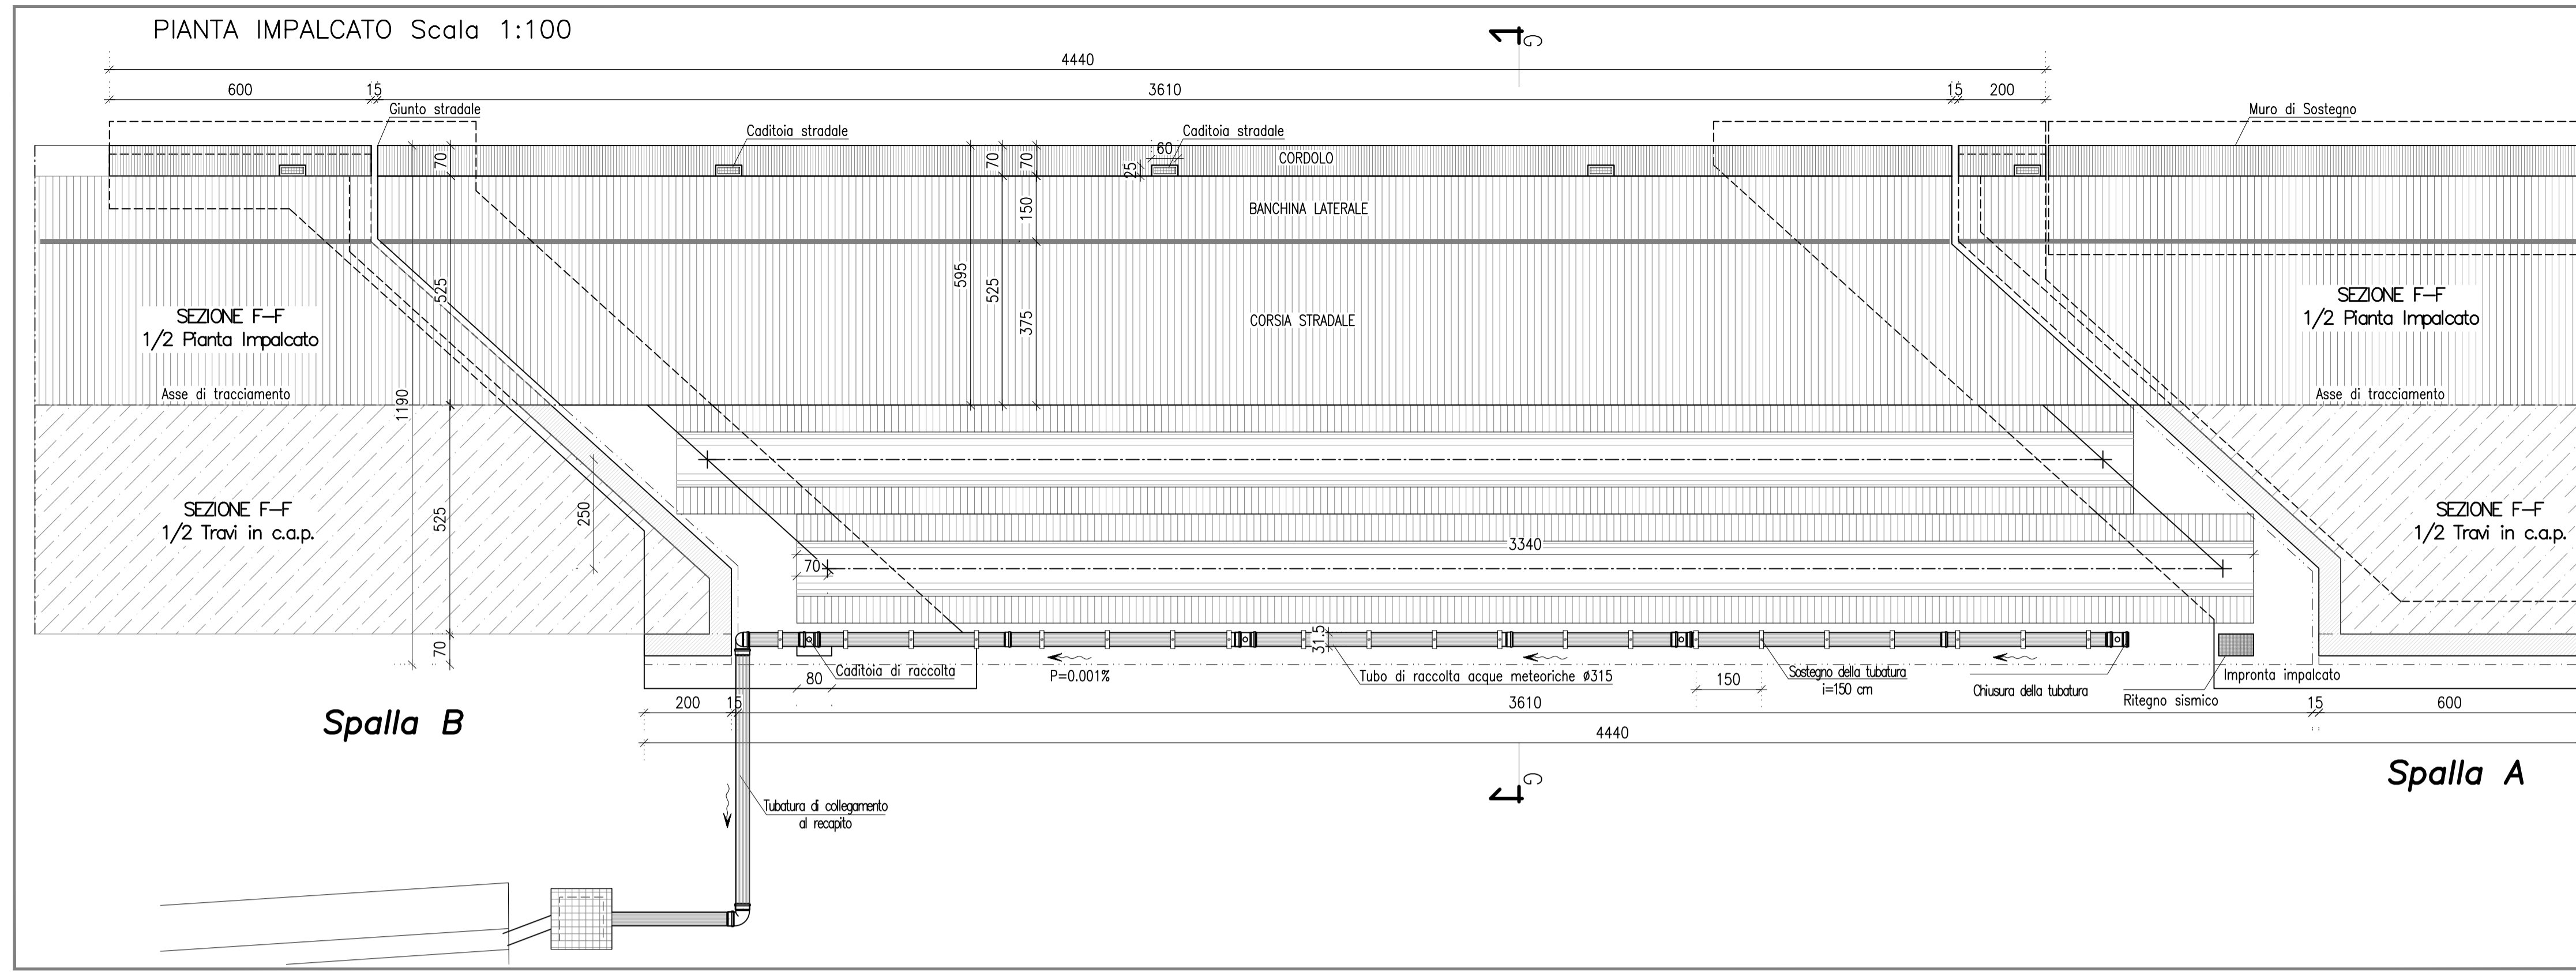 PIANTA IMPALCATO Scala 1:100
1
G
4440
600
15
3610
15
200
Giunto stradale
Caditoia stradale
Caditoia stradale
Muro di Sostegno
60
25
CORDOLO
70
70
70
BANCHINA LATERALE
150
595
525
525
375
CORSIA STRADALE
SEZIONE F-F
1/2 Pianta Impalcato
SEZIONE F-F
1/2 Pianta Impalcato
Asse di tracciamento
Asse di tracciamento
1190
SEZIONE F-F
1/2 Travi in c.a.p.
525
250
SEZIONE F-F
1/2 Travi in c.a.p.
3340
70
70
31.5
Caditoia di raccolta
P=0.001%
Tubo di raccolta acque meteoriche ø315
Sostegno della tubatura
i=150 cm
Chiusura della tubatura
Impronta impalcato
Ritegno sismico
80
150
200
15
3610
15
600
4440
Spalla B
Spalla A
1
G
Tubatura di collegamento
al recapito